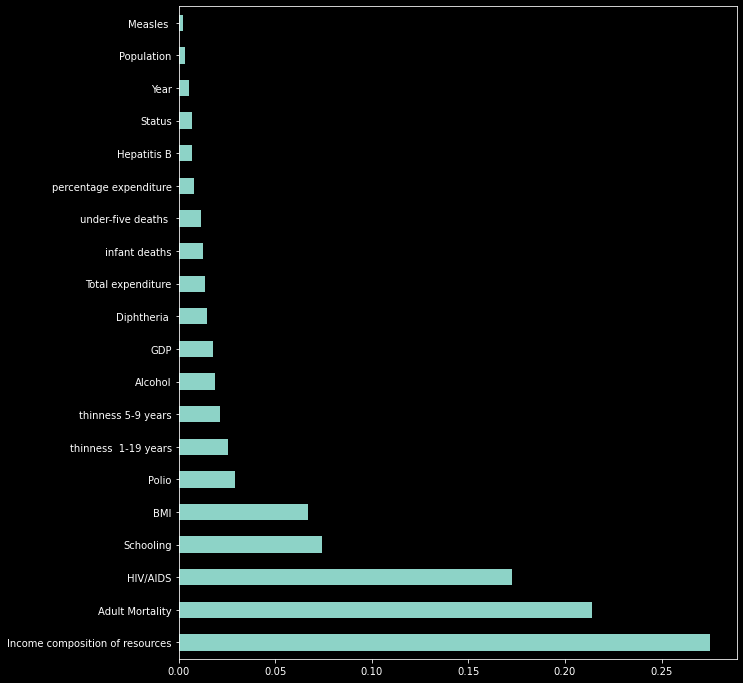 Measles
Population
Year
Status
Hepatitis B
percentage expenditure
under-five deaths
infant deaths
Total expenditure
Diphtheria
GDP
Alcohol
thinness 5-9 years
thinness  1-19 years
Polio
BMI
Schooling
HIV/AIDS
Adult Mortality
Income composition of resources
0.00 0.05 0.10 0.15 0.20 0.25